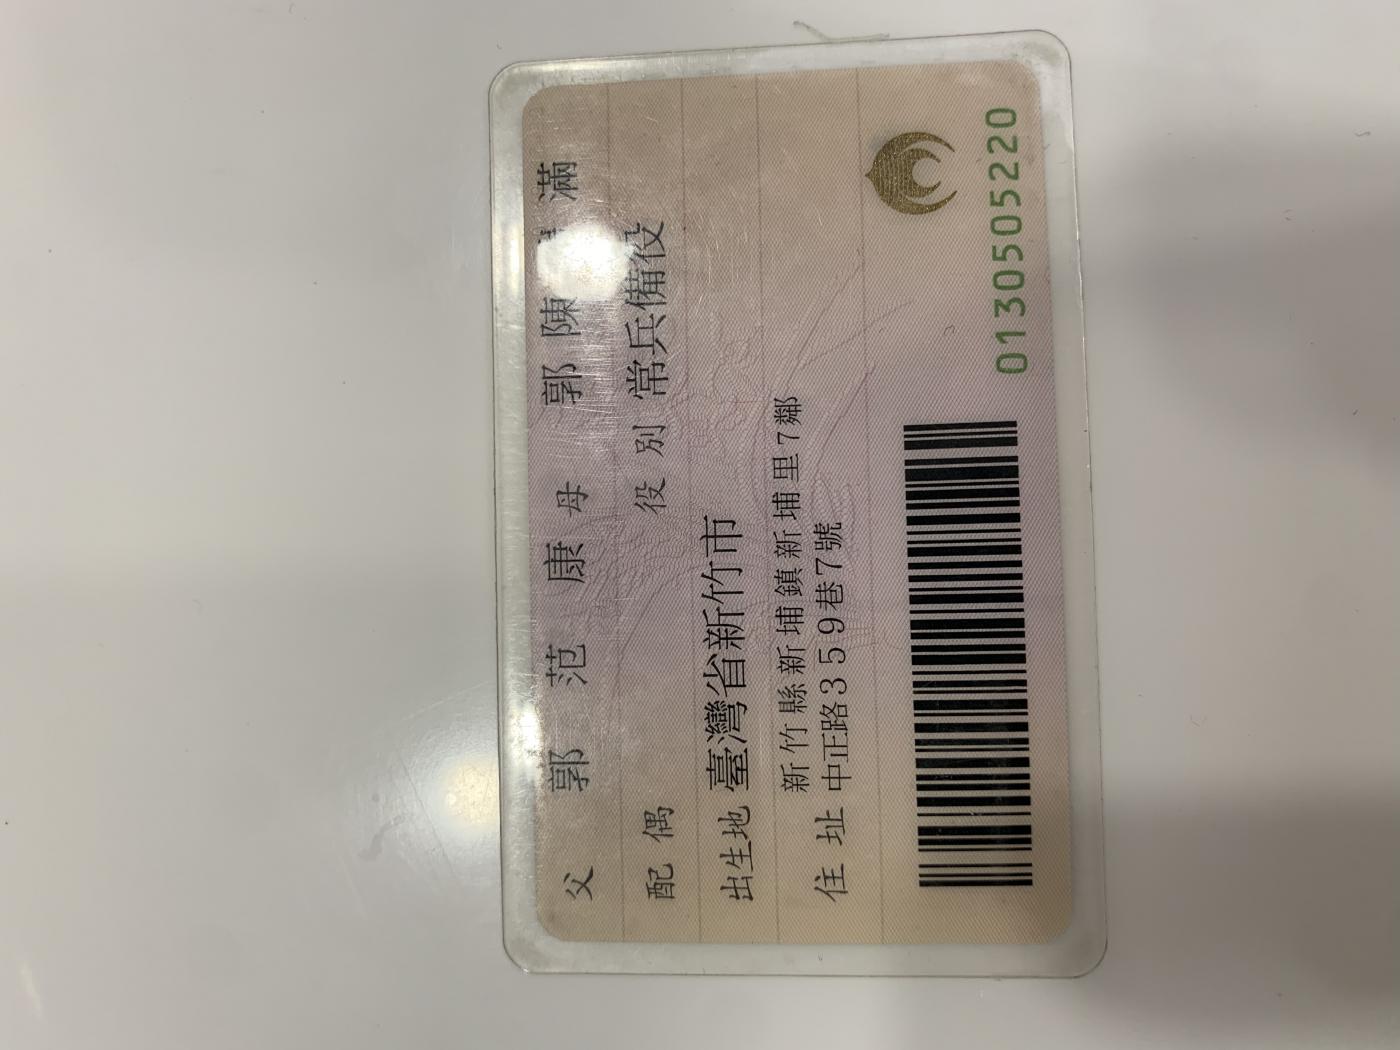 父 郭范康 母 郭陳 滿
配偶 役別 常兵備役
出生地 臺灣省新竹市
住址 新竹縣新埔鎮新埔里7鄰
中正路359巷7號
0130505220